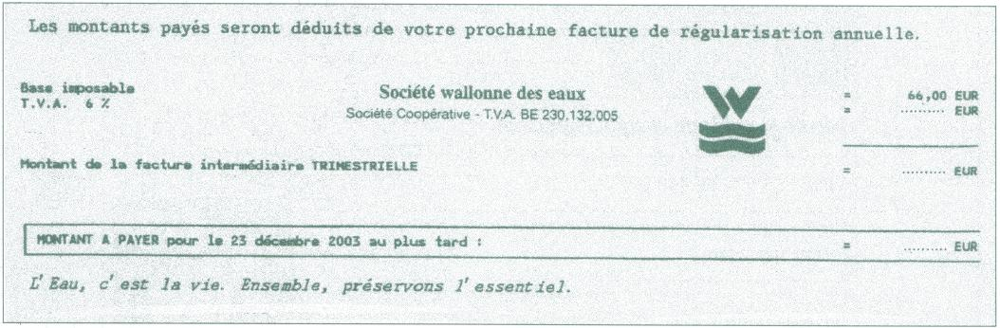 Les montants payés seront déduits de votre prochaine facture de régularisation annuelle.
Base imposable = 66,00 EUR
Société wallonne des eaux
T.V.A. 6 % = .......... EUR
Société Coopérative - T.V.A. BE 230.132.005
Montant de la facture intermédiaire TRIMESTRIELLE = .......... EUR
MONTANT A PAYER pour le 23 décembre 2003 au plus tard : = .......... EUR
L'Eau, c'est la vie. Ensemble, préservons l'essentiel.